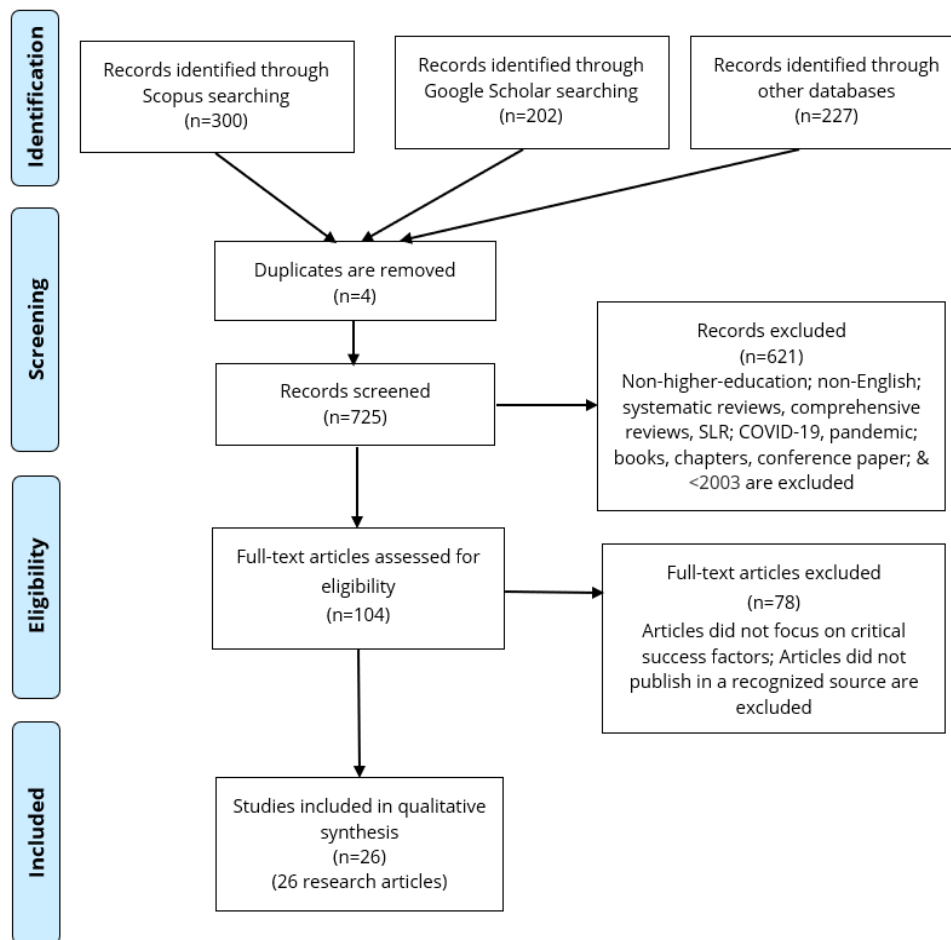 Identification
Records identified through
Scopus searching
(n=300)
Records identified through
Google Scholar searching
(n=202)
Records identified through
other databases
(n=227)
Screening
Duplicates are removed
(n=4)
Records screened
(n=725)
Records excluded
(n=621)
Non-higher-education; non-English;
systematic reviews, comprehensive
reviews, SLR; COVID-19, pandemic;
books, chapters, conference paper; &
<2003 are excluded
Eligibility
Full-text articles assessed for
eligibility
(n=104)
Full-text articles excluded
(n=78)
Articles did not focus on critical
success factors; Articles did not
publish in a recognized source are
excluded
Included
Studies included in qualitative
synthesis
(n=26)
(26 research articles)